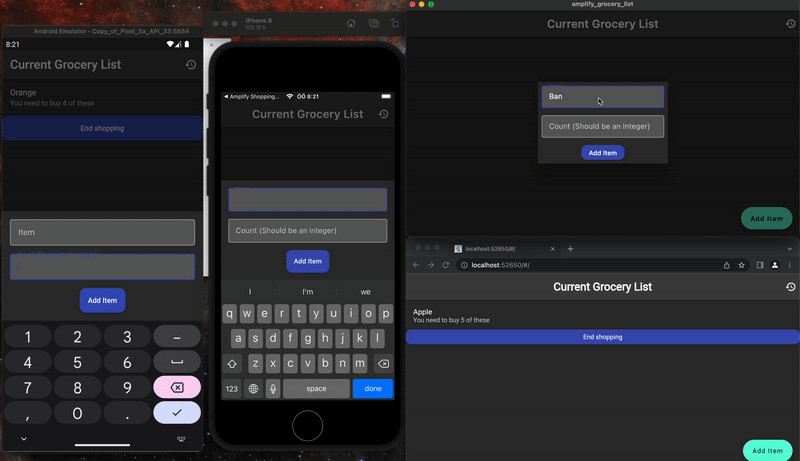 Android Emulator - Copy_of_Pixel_3a_API_33:5554
8:21
Current Grocery List
Orange
You need to buy 4 of these
End shopping
Item
Add Item
1 2 3 –
4 5 6
7 8 9
, 0 .
iPhone 8
iOS 15.5
Amplify Shopping...
8:21
Current Grocery List
Count (Should be an integer)
Add Item
I I'm we
q w e r t y u i o p
a s d f g h j k l
z x c v b n m
123 space done
amplify_grocery_list
Current Grocery List
Ban
Count (Should be an integer)
Add Item
Add Item
localhost:52650/#/
localhost:52650/#/
Current Grocery List
Apple
You need to buy 5 of these
End shopping
Add Item